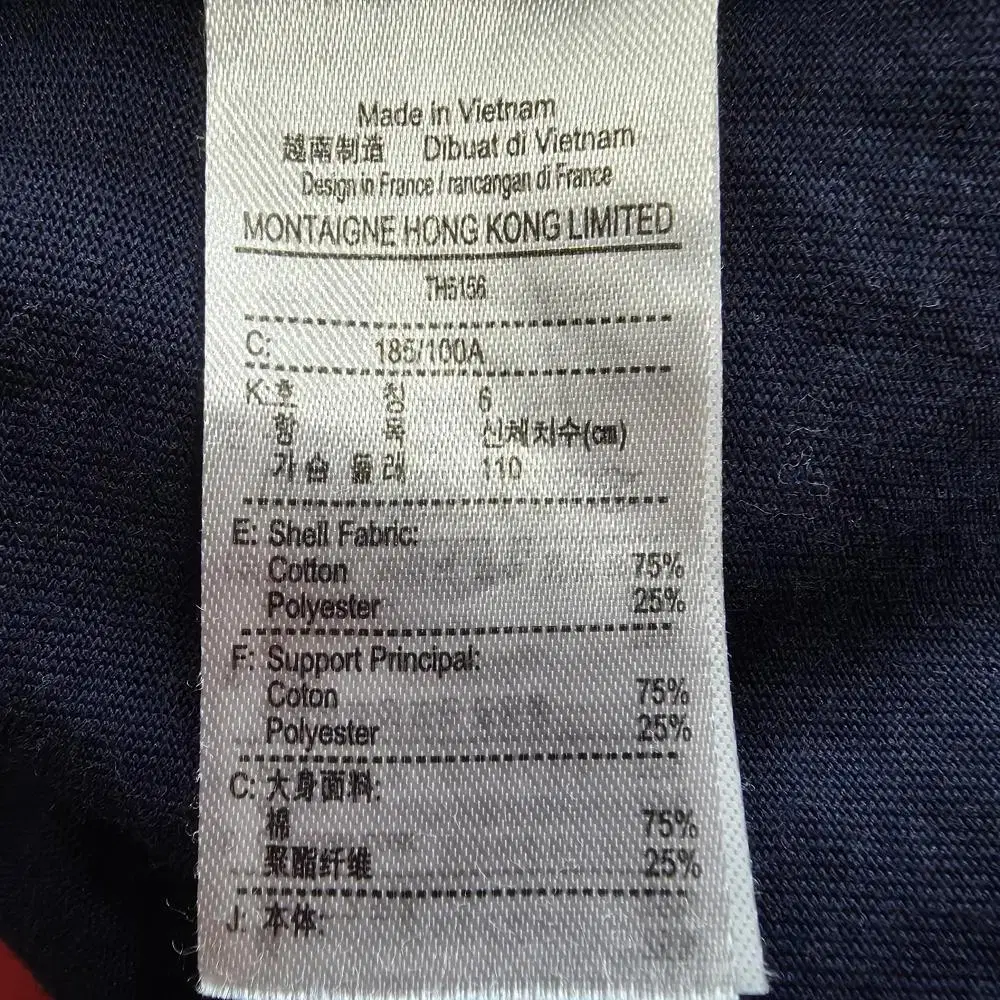 Made in Vietnam
越南制造 Dibuat di Vietnam
Design in France / rancangan di France
MONTAIGNE HONG KONG LIMITED
TH5156
C: 185/100A
K: 호 칭 6
항 목 신체치수(㎝)
가 슴 둘 레 110
E: Shell Fabric:
Cotton 75%
Polyester 25%
F: Support Principal:
Coton 75%
Polyester 25%
C: 大身面料:
棉 75%
聚酯纤维 25%
J: 本体: